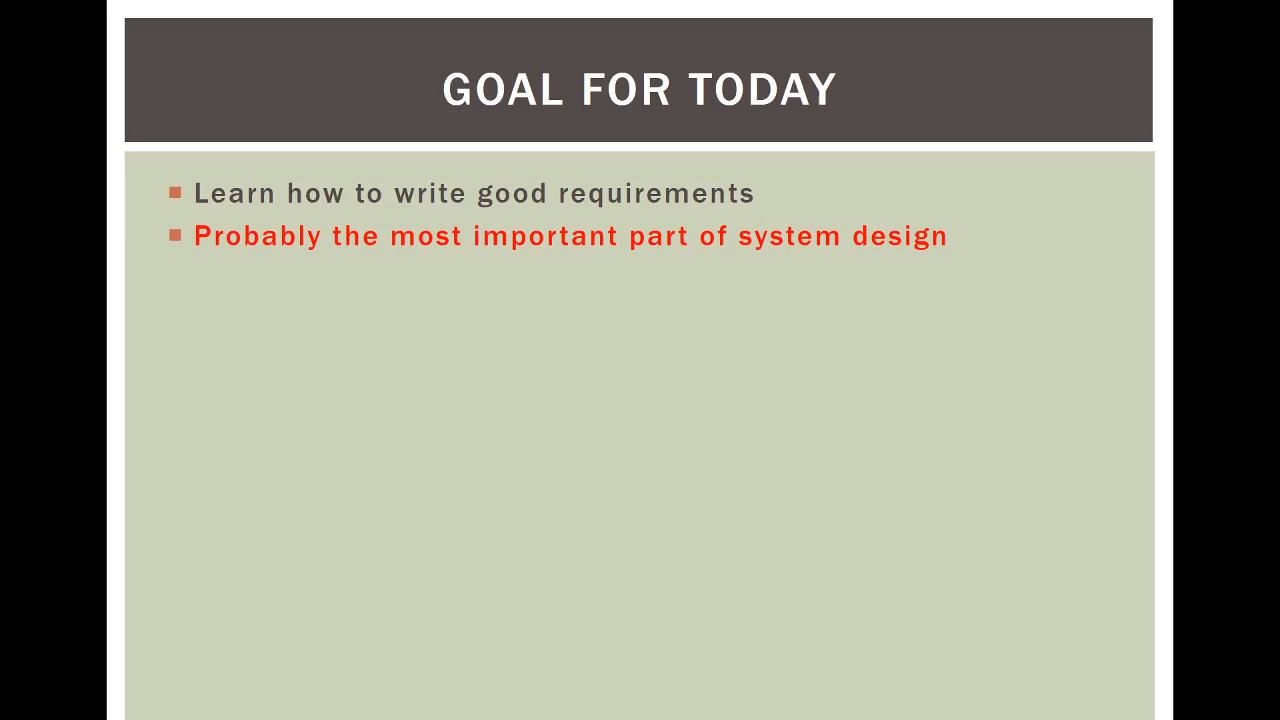 GOAL FOR TODAY
Learn how to write good requirements
Probably the most important part of system design